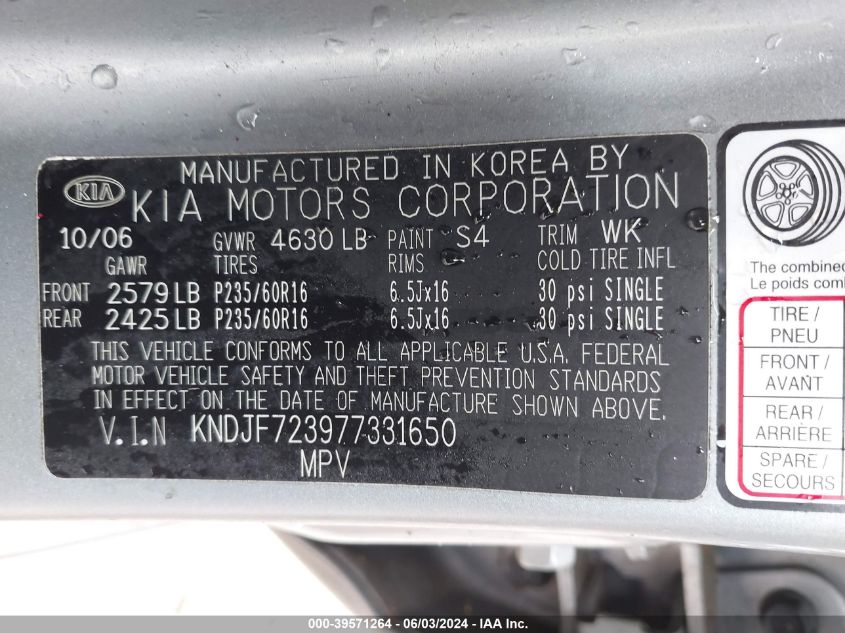 MANUFACTURED IN KOREA BY
KIA KIA MOTORS CORPORATION
10/06 GVWR 4630 LB PAINT S4 TRIM WK
GAWR TIRES RIMS COLD TIRE INFL
FRONT 2579 LB P235/60R16 6.5Jx16 30 psi SINGLE
REAR 2425 LB P235/60R16 6.5Jx16 30 psi SINGLE
THIS VEHICLE CONFORMS TO ALL APPLICABLE U.S.A. FEDERAL
MOTOR VEHICLE SAFETY AND THEFT PREVENTION STANDARDS
IN EFFECT ON THE DATE OF MANUFACTURE SHOWN ABOVE.
V.I.N KNDJF723977331650
MPV
The combined
Le poids com
TIRE /
PNEU
FRONT /
AVANT
REAR /
ARRIÈRE
SPARE /
SECOURS
000-39571264 - 06/03/2024 - IAA Inc.